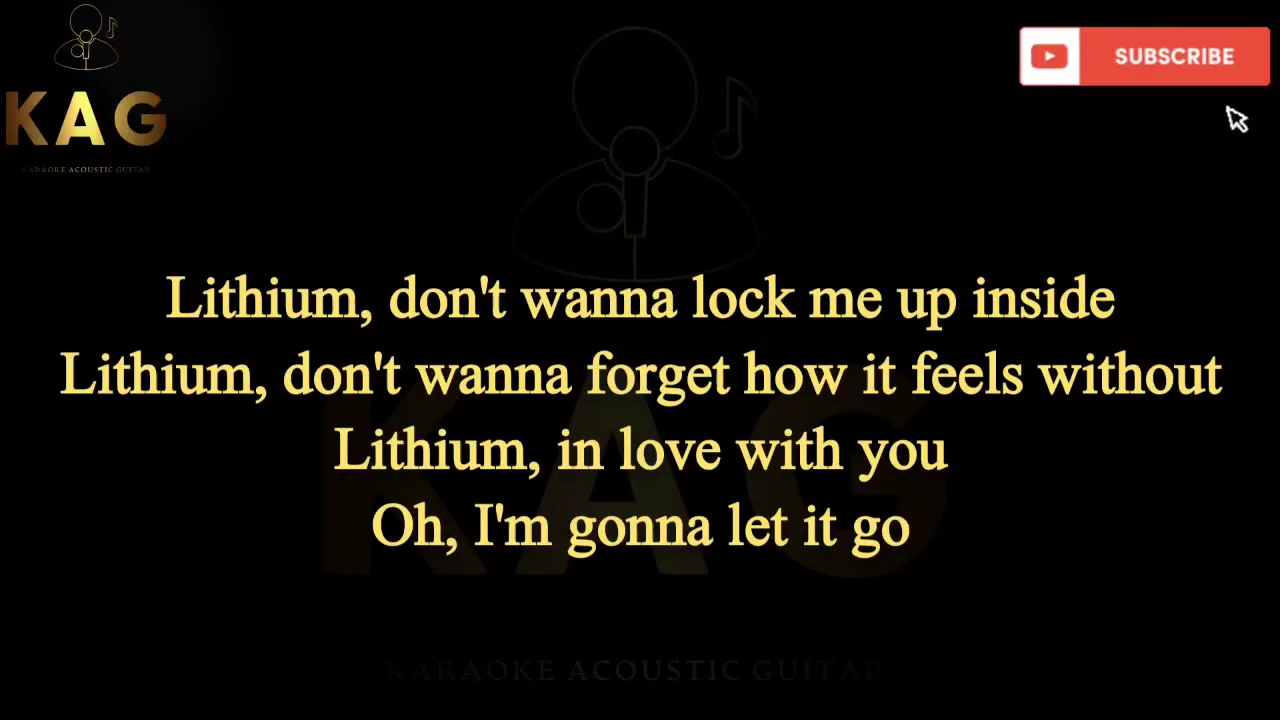 KAG
KARAOKE ACOUSTIC GUITAR
SUBSCRIBE
Lithium, don't wanna lock me up inside
Lithium, don't wanna forget how it feels without
Lithium, in love with you
Oh, I'm gonna let it go
KAG
KARAOKE ACOUSTIC GUITAR